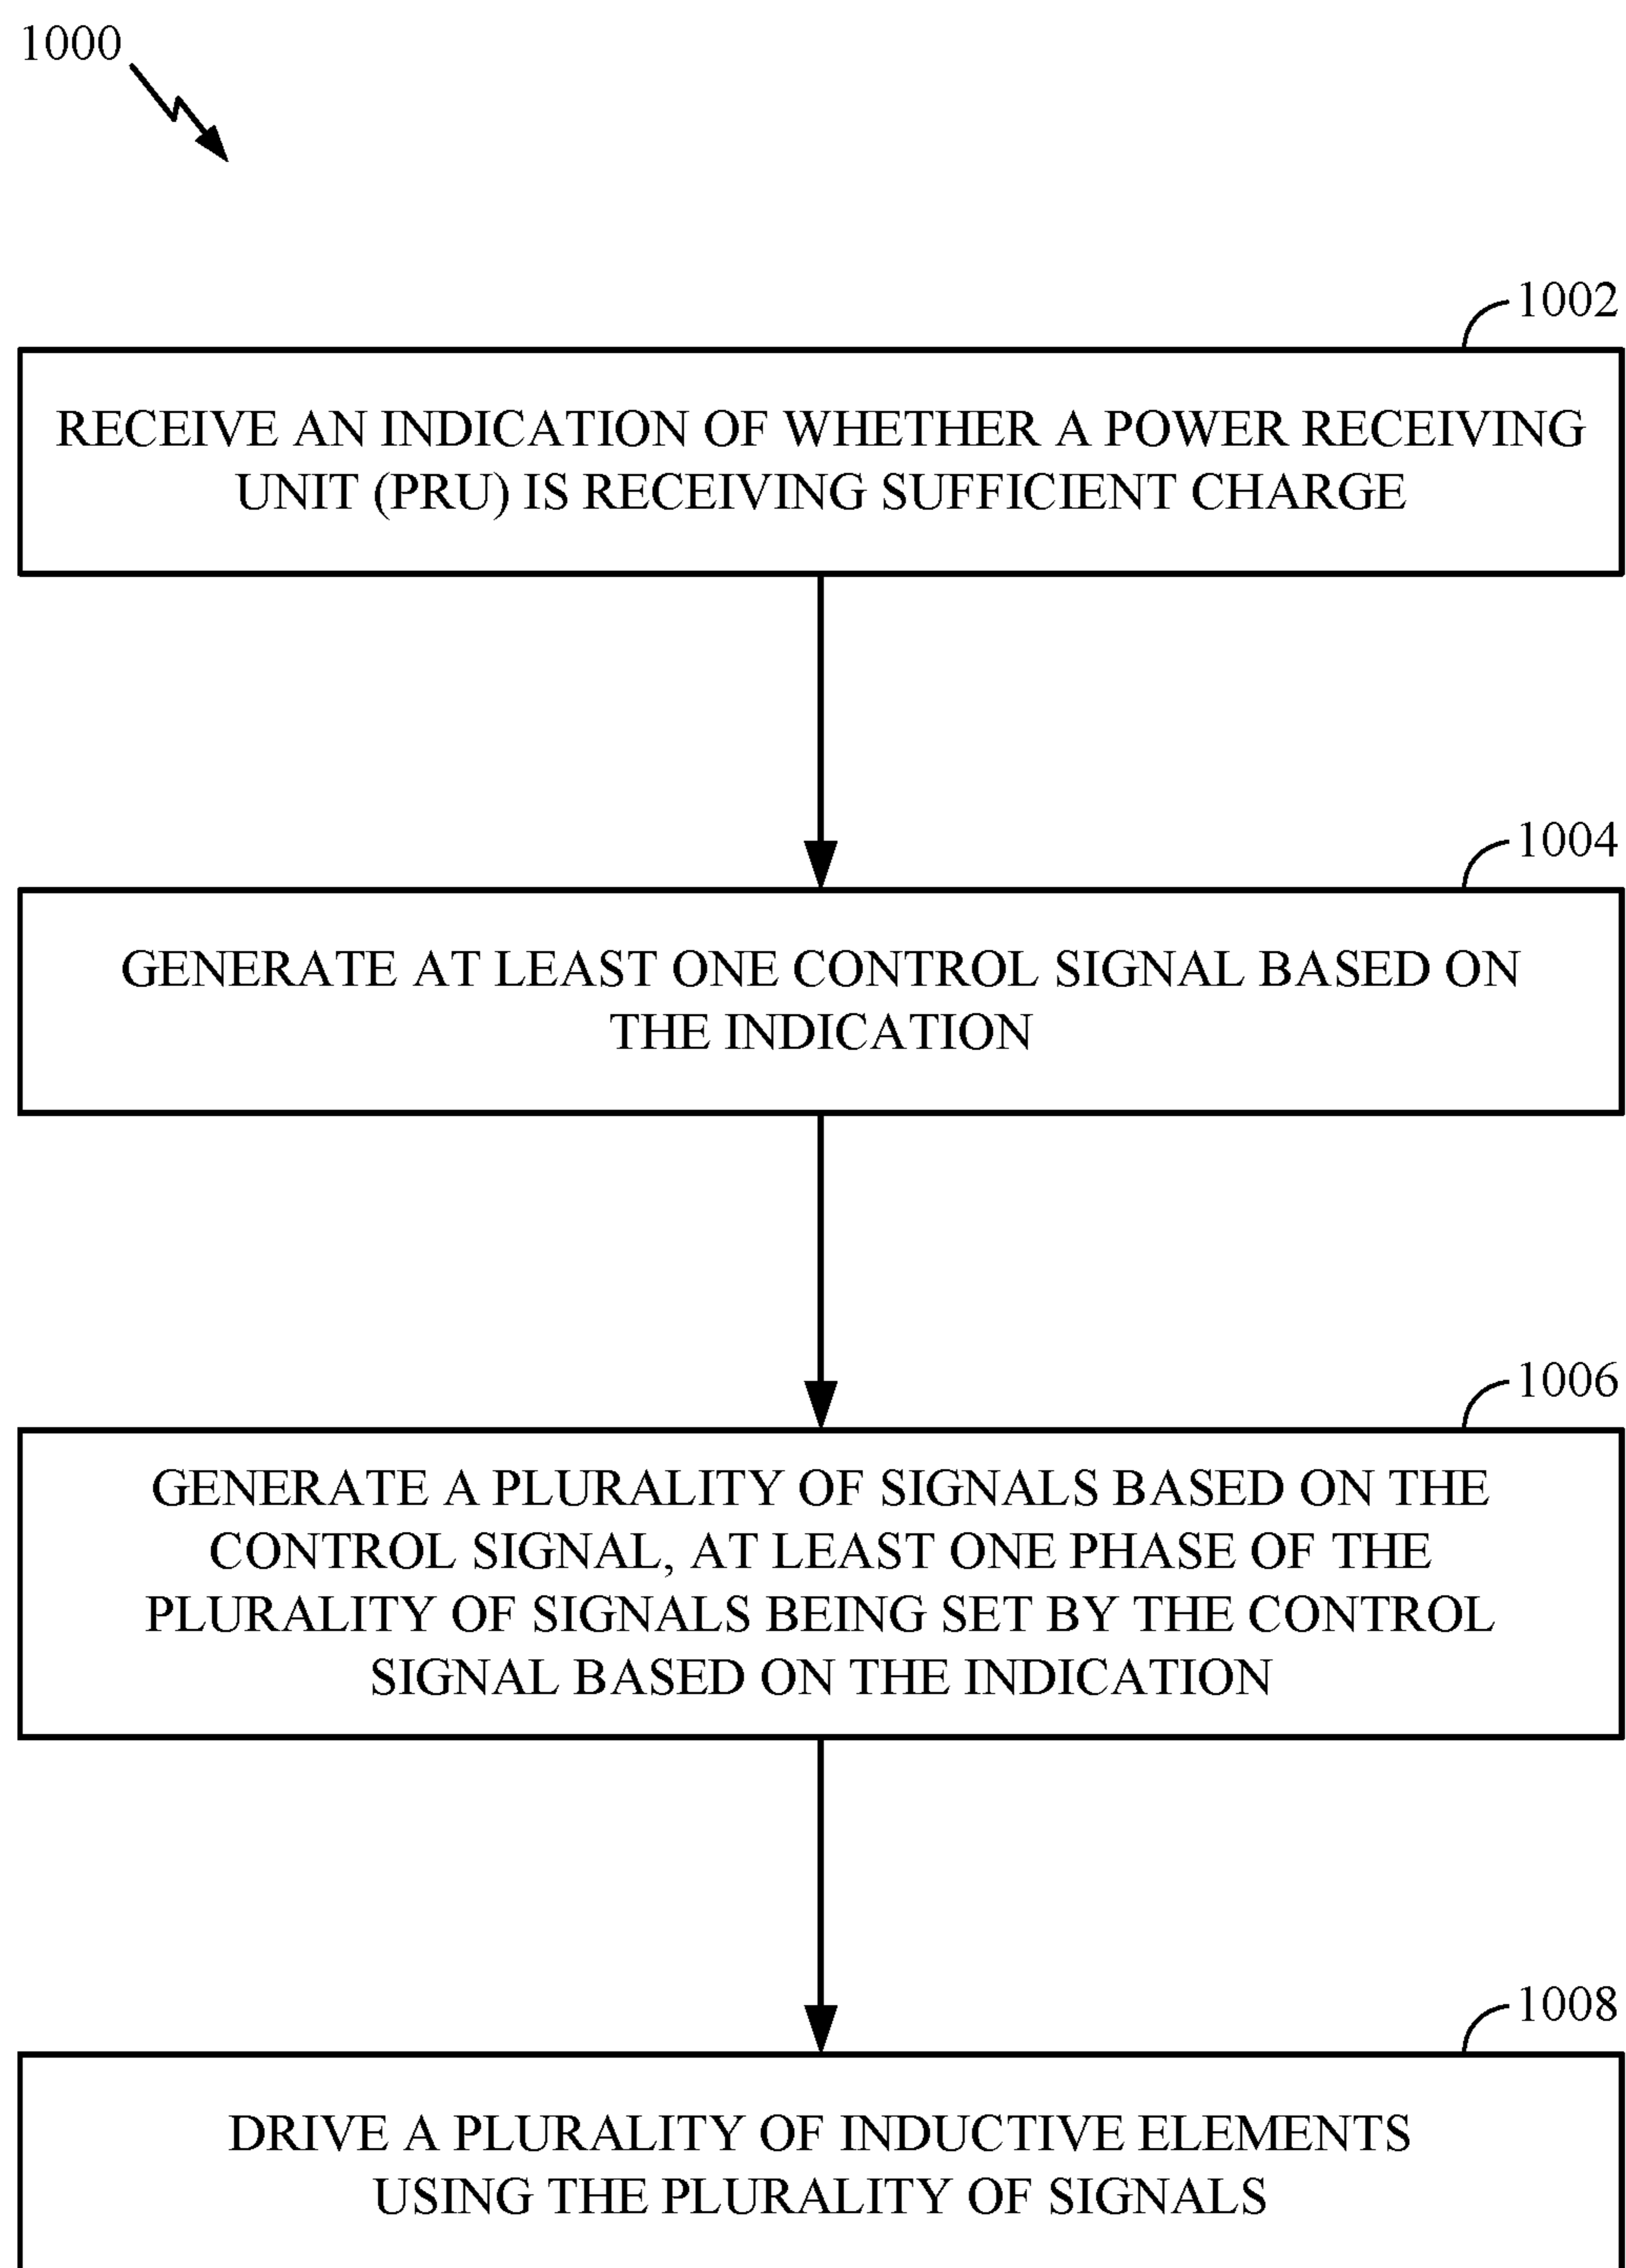 1000
1002
RECEIVE AN INDICATION OF WHETHER A POWER RECEIVING
UNIT (PRU) IS RECEIVING SUFFICIENT CHARGE
1004
GENERATE AT LEAST ONE CONTROL SIGNAL BASED ON
THE INDICATION
1006
GENERATE A PLURALITY OF SIGNALS BASED ON THE
CONTROL SIGNAL, AT LEAST ONE PHASE OF THE
PLURALITY OF SIGNALS BEING SET BY THE CONTROL
SIGNAL BASED ON THE INDICATION
1008
DRIVE A PLURALITY OF INDUCTIVE ELEMENTS
USING THE PLURALITY OF SIGNALS